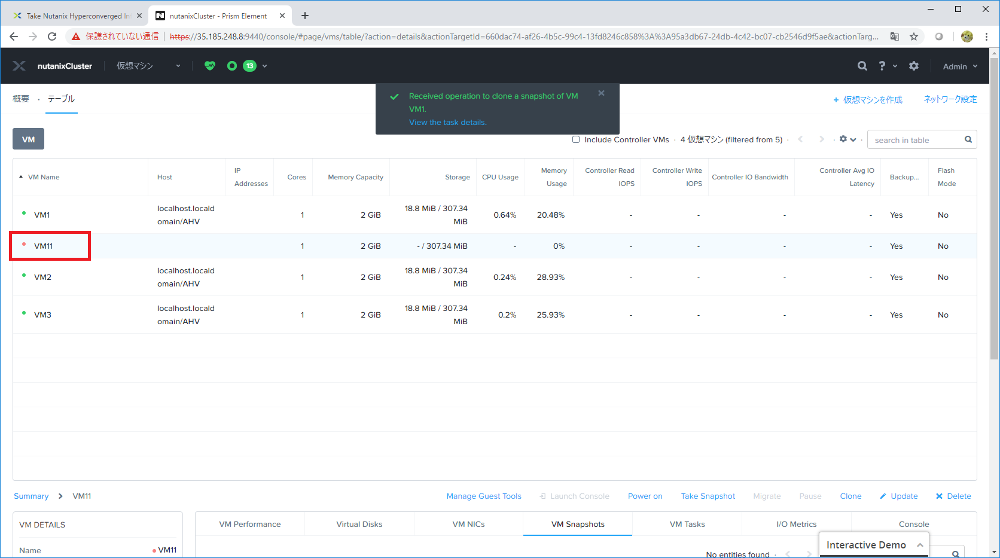 Take Nutanix Hyperconverged In
nutanixCluster - Prism Element
保護されていない通信
https://35.185.248.8:9440/console/#page/vms/table/?action=details&actionTargetId=660dac74-af26-4b5c-99c4-13fd8246c858%3A%3A95a3db67-24db-4c42-bc07-cb2546d9f5ae&actionTarg...
nutanixCluster
仮想マシン
13
?
Admin
概要 · テーブル
Received operation to clone a snapshot of VM
VM1.
View the task details.
+ 仮想マシンを作成
ネットワーク設定
VM
Include Controller VMs · 4 仮想マシン (filtered from 5) ·
search in table
VM Name
Host
IP
Addresses
Cores
Memory Capacity
Storage
CPU Usage
Memory
Usage
Controller Read
IOPS
Controller Write
IOPS
Controller IO Bandwidth
Controller Avg IO
Latency
Backup...
Flash
Mode
VM1
localhost.locald
omain/AHV
1
2 GiB
18.8 MiB / 307.34
MiB
0.64%
20.48%
-
-
-
-
Yes
No
VM11
1
2 GiB
- / 307.34 MiB
-
0%
-
-
-
-
Yes
No
VM2
localhost.locald
omain/AHV
1
2 GiB
18.8 MiB / 307.34
MiB
0.24%
28.93%
-
-
-
-
Yes
No
VM3
localhost.locald
omain/AHV
1
2 GiB
18.8 MiB / 307.34
MiB
0.2%
25.93%
-
-
-
-
Yes
No
Summary > VM11
Manage Guest Tools
Launch Console
Power on
Take Snapshot
Migrate
Pause
Clone
Update
Delete
VM DETAILS
Name
VM11
VM Performance
Virtual Disks
VM NICs
VM Snapshots
VM Tasks
I/O Metrics
Console
No entities found ·
Interactive Demo